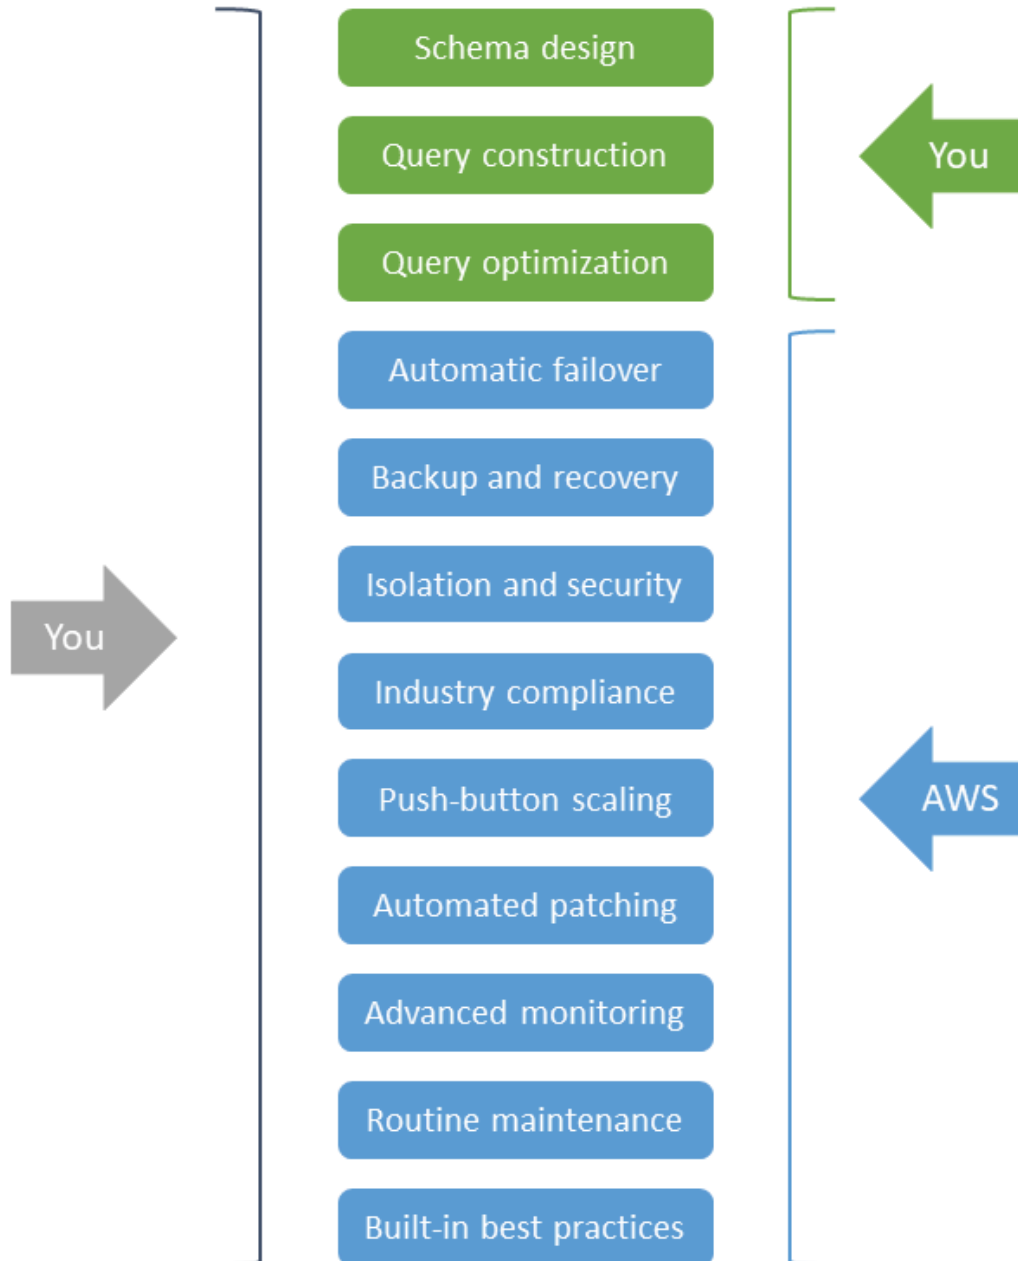 Schema design
Query construction
You
Query optimization
Automatic failover
Backup and recovery
Isolation and security
You
Industry compliance
Push-button scaling
AWS
Automated patching
Advanced monitoring
Routine maintenance
Built-in best practices